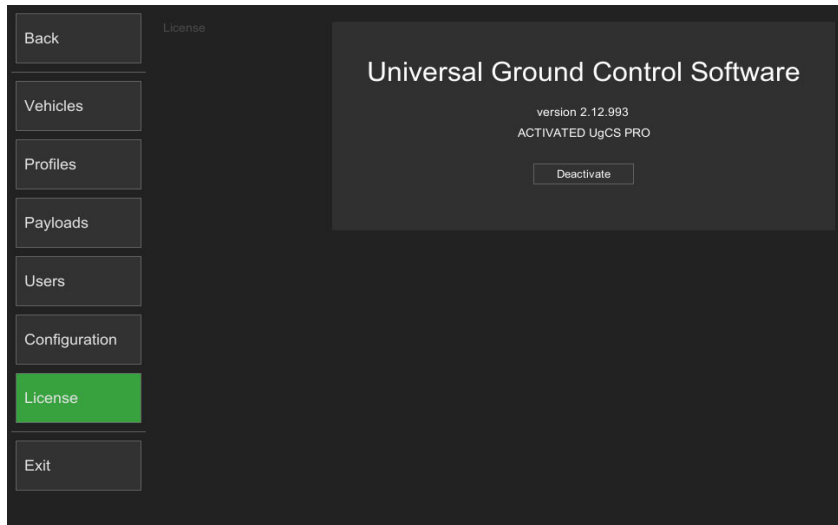 Back
Vehicles
Profiles
Payloads
Users
Configuration
License
Exit
License
Universal Ground Control Software
version 2.12.993
ACTIVATED UgCS PRO
Deactivate